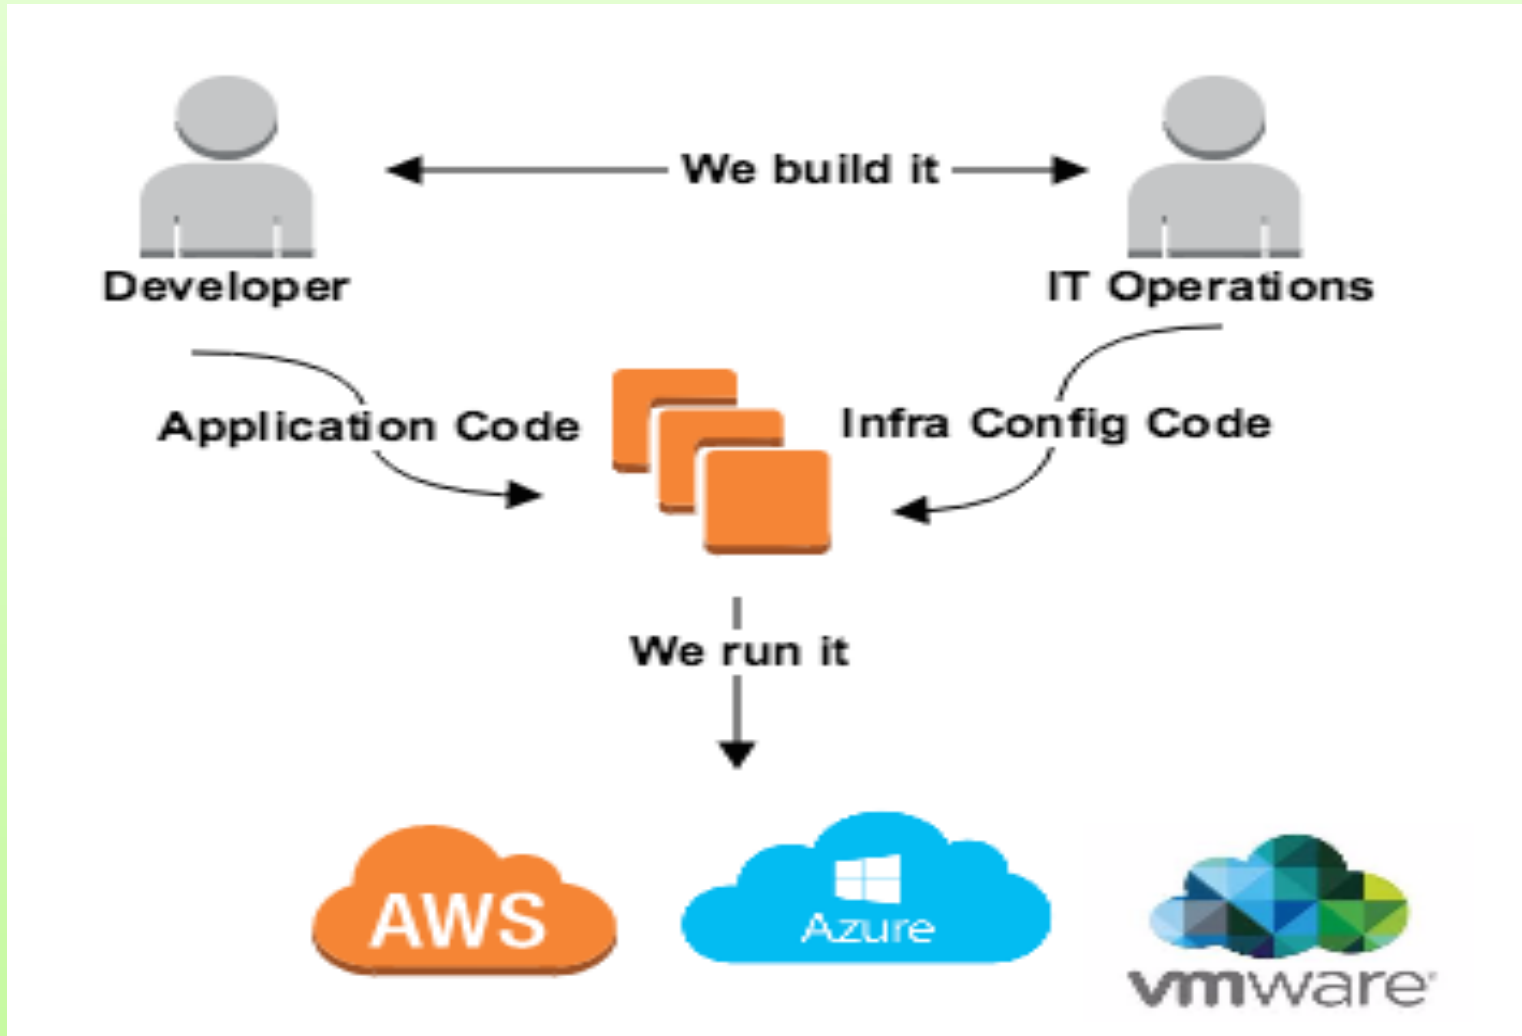 We build it
Developer
IT Operations
Application Code
Infra Config Code
We run it
AWS
Azure
vmware